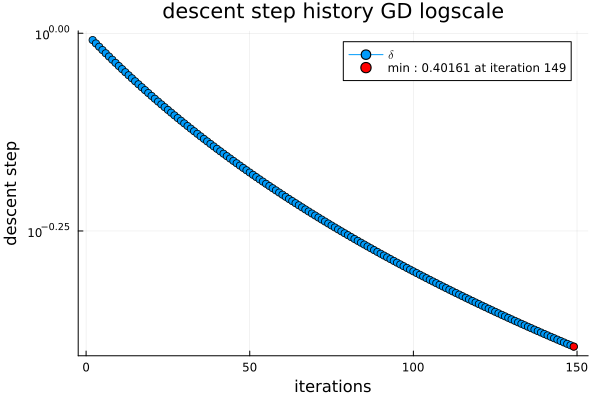 descent step history GD logscale
δ
min : 0.40161 at iteration 149
descent step
10^0.00
10^−0.25
0 50 100 150
iterations